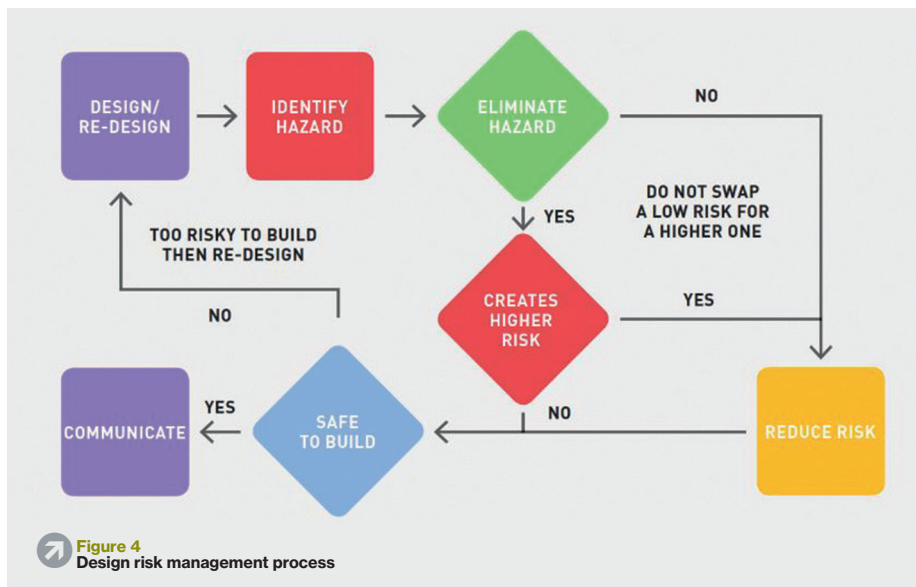 DESIGN/
RE-DESIGN
IDENTIFY
HAZARD
ELIMINATE
HAZARD
NO
DO NOT SWAP
A LOW RISK FOR
A HIGHER ONE
YES
TOO RISKY TO BUILD
THEN RE-DESIGN
NO
CREATES
HIGHER
RISK
YES
COMMUNICATE
YES
SAFE
TO BUILD
NO
REDUCE RISK
Figure 4
Design risk management process